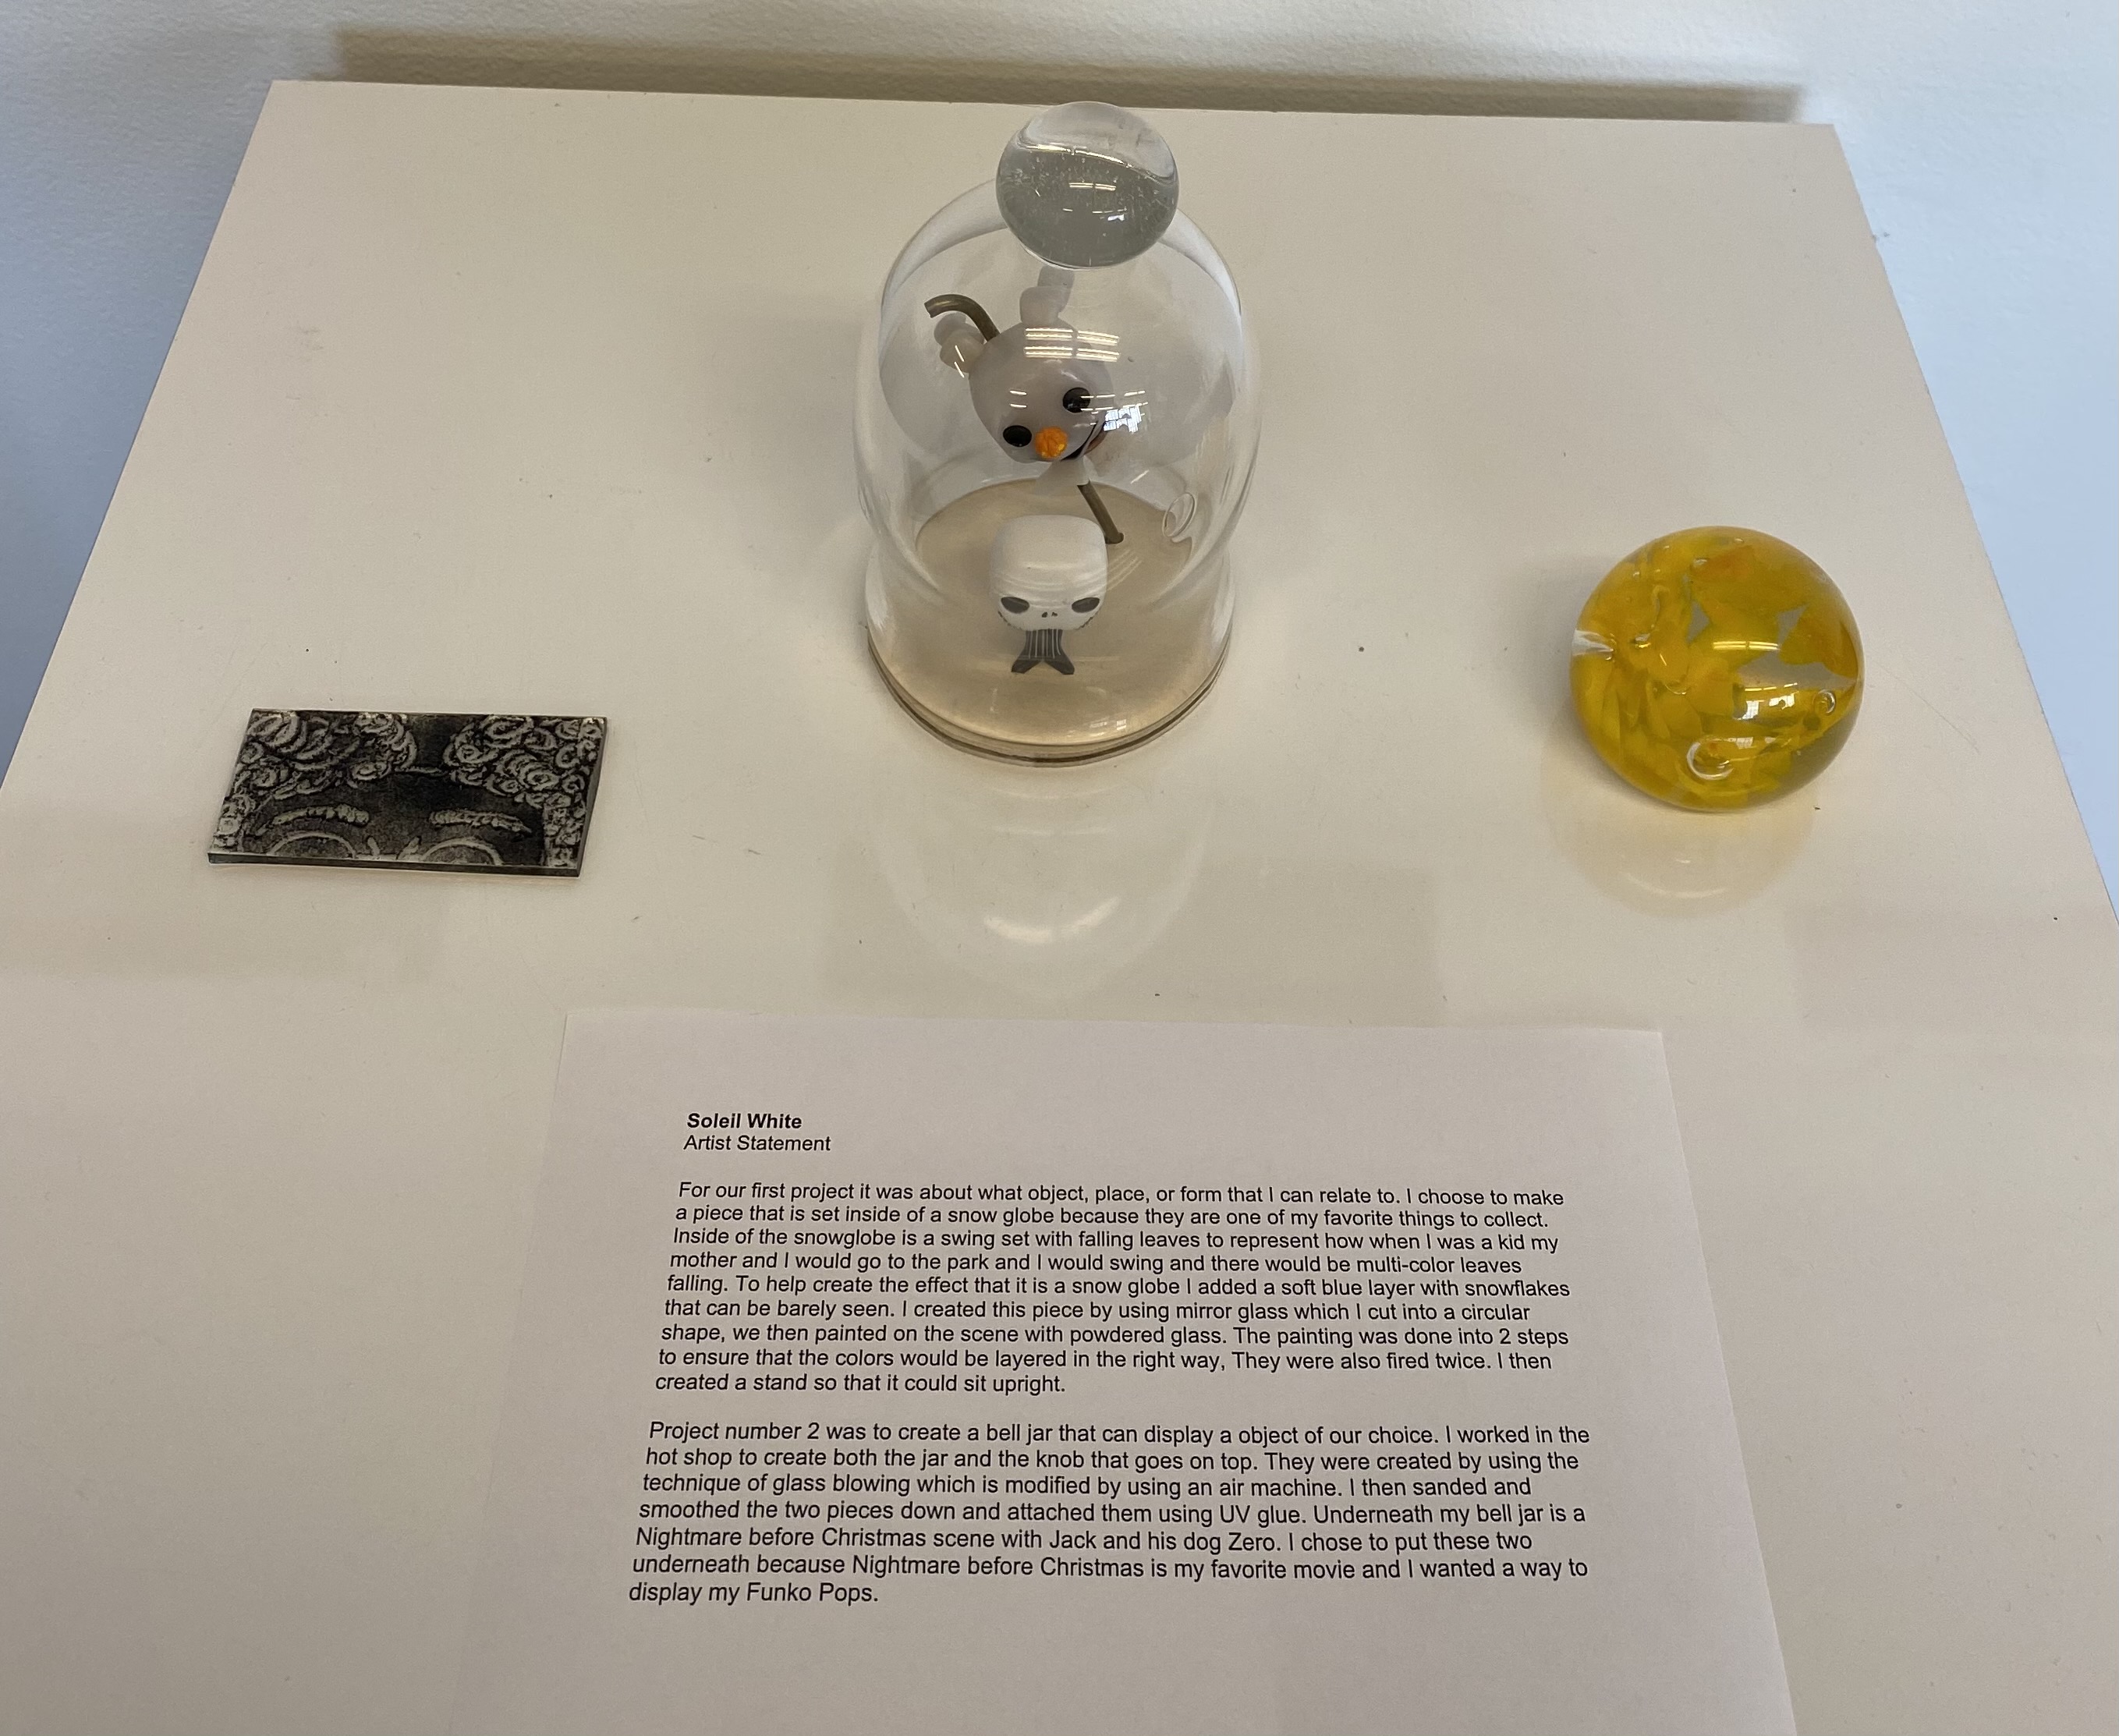 Soleil White
Artist Statement
For our first project it was about what object, place, or form that I can relate to. I choose to make
a piece that is set inside of a snow globe because they are one of my favorite things to collect.
Inside of the snowglobe is a swing set with falling leaves to represent how when I was a kid my
mother and I would go to the park and I would swing and there would be multi-color leaves
falling. To help create the effect that it is a snow globe I added a soft blue layer with snowflakes
that can be barely seen. I created this piece by using mirror glass which I cut into a circular
shape, we then painted on the scene with powdered glass. The painting was done into 2 steps
to ensure that the colors would be layered in the right way, They were also fired twice. I then
created a stand so that it could sit upright.
Project number 2 was to create a bell jar that can display a object of our choice. I worked in the
hot shop to create both the jar and the knob that goes on top. They were created by using the
technique of glass blowing which is modified by using an air machine. I then sanded and
smoothed the two pieces down and attached them using UV glue. Underneath my bell jar is a
Nightmare before Christmas scene with Jack and his dog Zero. I chose to put these two
underneath because Nightmare before Christmas is my favorite movie and I wanted a way to
display my Funko Pops.